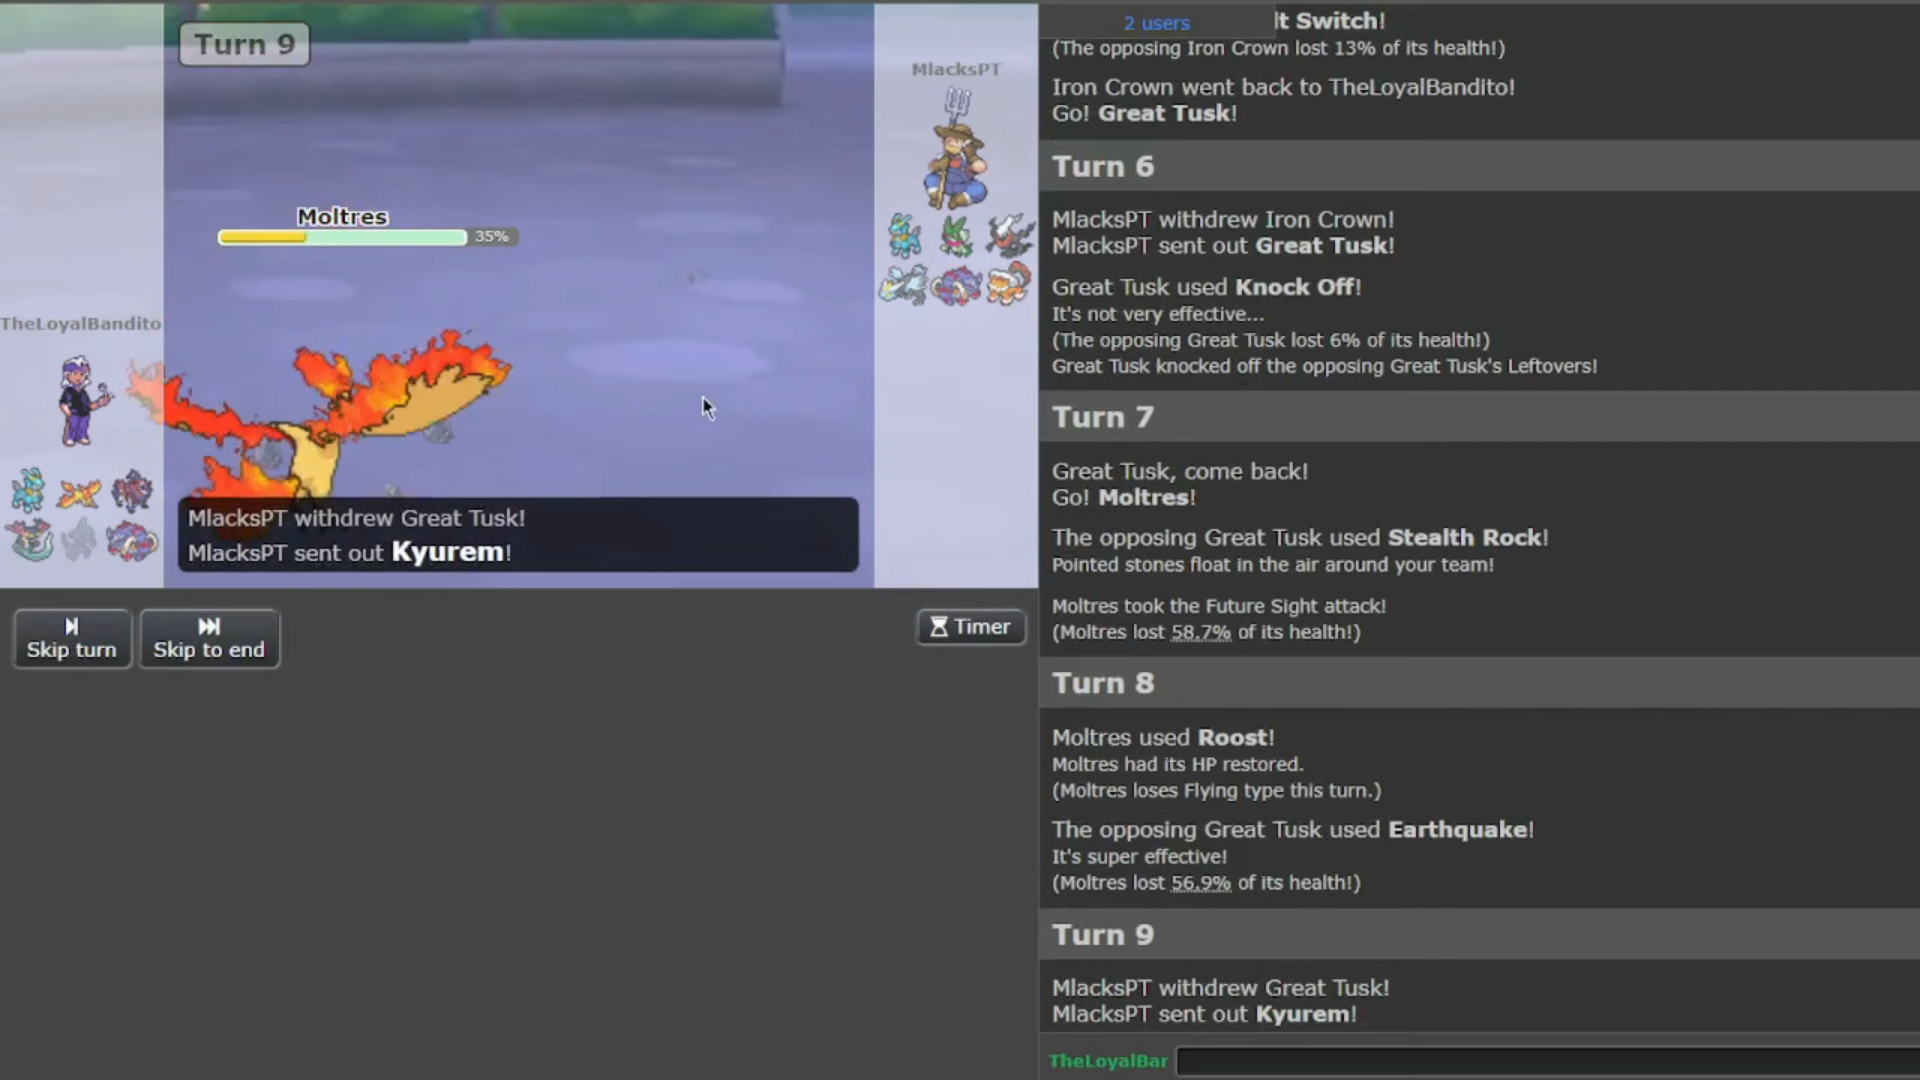 Turn 9
MlacksPT
Moltres
35%
TheLoyalBandito
MlacksPT withdrew Great Tusk!
MlacksPT sent out Kyurem!
Skip turn
Skip to end
Timer
2 users
lt Switch!
(The opposing Iron Crown lost 13% of its health!)
Iron Crown went back to TheLoyalBandito!
Go! Great Tusk!
Turn 6
MlacksPT withdrew Iron Crown!
MlacksPT sent out Great Tusk!
Great Tusk used Knock Off!
It's not very effective...
(The opposing Great Tusk lost 6% of its health!)
Great Tusk knocked off the opposing Great Tusk's Leftovers!
Turn 7
Great Tusk, come back!
Go! Moltres!
The opposing Great Tusk used Stealth Rock!
Pointed stones float in the air around your team!
Moltres took the Future Sight attack!
(Moltres lost 58.7% of its health!)
Turn 8
Moltres used Roost!
Moltres had its HP restored.
(Moltres loses Flying type this turn.)
The opposing Great Tusk used Earthquake!
It's super effective!
(Moltres lost 56.9% of its health!)
Turn 9
MlacksPT withdrew Great Tusk!
MlacksPT sent out Kyurem!
TheLoyalBar